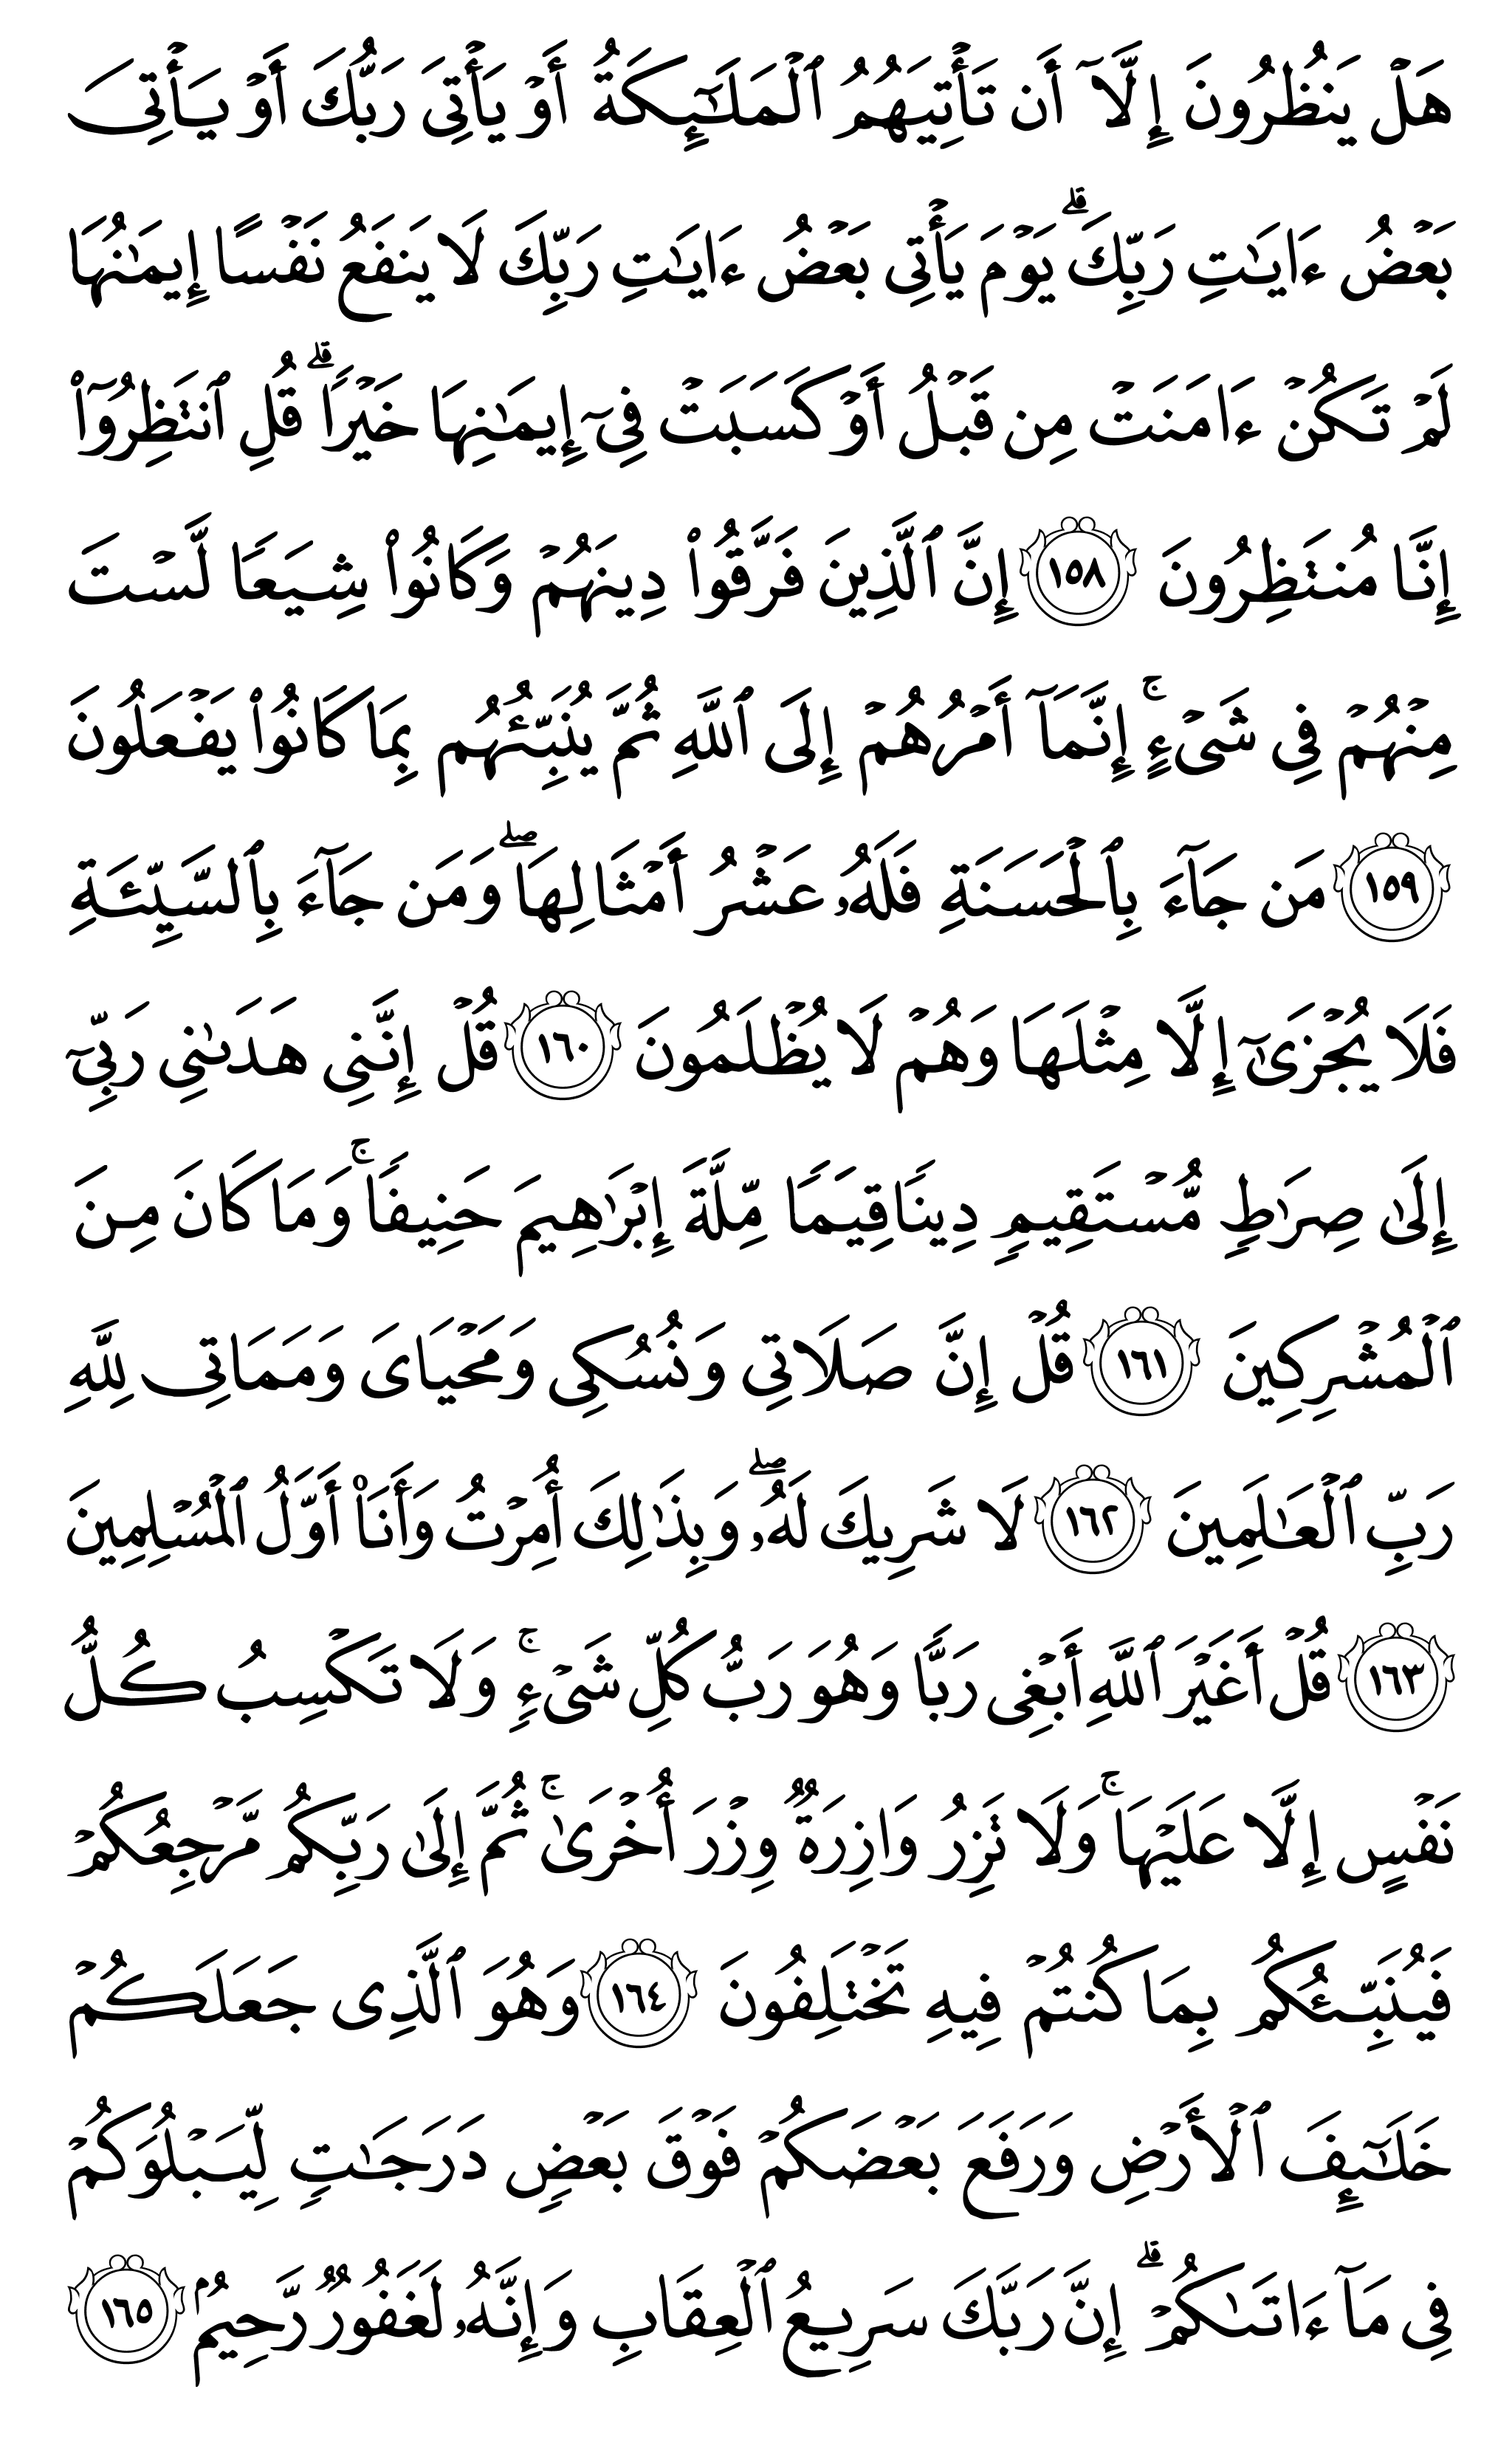 هَلْ يَنظُرُونَ إِلَّآ أَن تَأْتِيَهُمُ ٱلْمَلَـٰٓئِكَةُ أَوْ يَأْتِىَ رَبُّكَ أَوْ يَأْتِىَ
بَعْضُ ءَايَـٰتِ رَبِّكَ ۗ يَوْمَ يَأْتِى بَعْضُ ءَايَـٰتِ رَبِّكَ لَا يَنفَعُ نَفْسًا إِيمَـٰنُهَا
لَمْ تَكُنْ ءَامَنَتْ مِن قَبْلُ أَوْ كَسَبَتْ فِىٓ إِيمَـٰنِهَا خَيْرًا ۗ قُلِ ٱنتَظِرُوٓا۟
إِنَّا مُنتَظِرُونَ ١٥٨ إِنَّ ٱلَّذِينَ فَرَّقُوا۟ دِينَهُمْ وَكَانُوا۟ شِيَعًا لَّسْتَ
مِنْهُمْ فِى شَىْءٍ ۚ إِنَّمَآ أَمْرُهُمْ إِلَى ٱللَّهِ ثُمَّ يُنَبِّئُهُم بِمَا كَانُوا۟ يَفْعَلُونَ
١٥٩ مَن جَآءَ بِٱلْحَسَنَةِ فَلَهُۥ عَشْرُ أَمْثَالِهَا ۖ وَمَن جَآءَ بِٱلسَّيِّئَةِ
فَلَا يُجْزَىٰٓ إِلَّا مِثْلَهَا وَهُمْ لَا يُظْلَمُونَ ١٦٠ قُلْ إِنَّنِى هَدَىٰنِى رَبِّىٓ
إِلَىٰ صِرَٰطٍ مُّسْتَقِيمٍ دِينًا قِيَمًا مِّلَّةَ إِبْرَٰهِيمَ حَنِيفًا ۚ وَمَا كَانَ مِنَ
ٱلْمُشْرِكِينَ ١٦١ قُلْ إِنَّ صَلَاتِى وَنُسُكِى وَمَحْيَاىَ وَمَمَاتِى لِلَّهِ
رَبِّ ٱلْعَـٰلَمِينَ ١٦٢ لَا شَرِيكَ لَهُۥ ۖ وَبِذَٰلِكَ أُمِرْتُ وَأَنَا۠ أَوَّلُ ٱلْمُسْلِمِينَ
١٦٣ قُلْ أَغَيْرَ ٱللَّهِ أَبْغِى رَبًّا وَهُوَ رَبُّ كُلِّ شَىْءٍ ۚ وَلَا تَكْسِبُ كُلُّ
نَفْسٍ إِلَّا عَلَيْهَا ۚ وَلَا تَزِرُ وَازِرَةٌ وِزْرَ أُخْرَىٰ ۚ ثُمَّ إِلَىٰ رَبِّكُم مَّرْجِعُكُمْ
فَيُنَبِّئُكُم بِمَا كُنتُمْ فِيهِ تَخْتَلِفُونَ ١٦٤ وَهُوَ ٱلَّذِى جَعَلَكُمْ
خَلَـٰٓئِفَ ٱلْأَرْضِ وَرَفَعَ بَعْضَكُمْ فَوْقَ بَعْضٍ دَرَجَـٰتٍ لِّيَبْلُوَكُمْ
فِى مَآ ءَاتَىٰكُمْ ۗ إِنَّ رَبَّكَ سَرِيعُ ٱلْعِقَابِ وَإِنَّهُۥ لَغَفُورٌ رَّحِيمٌۢ ١٦٥